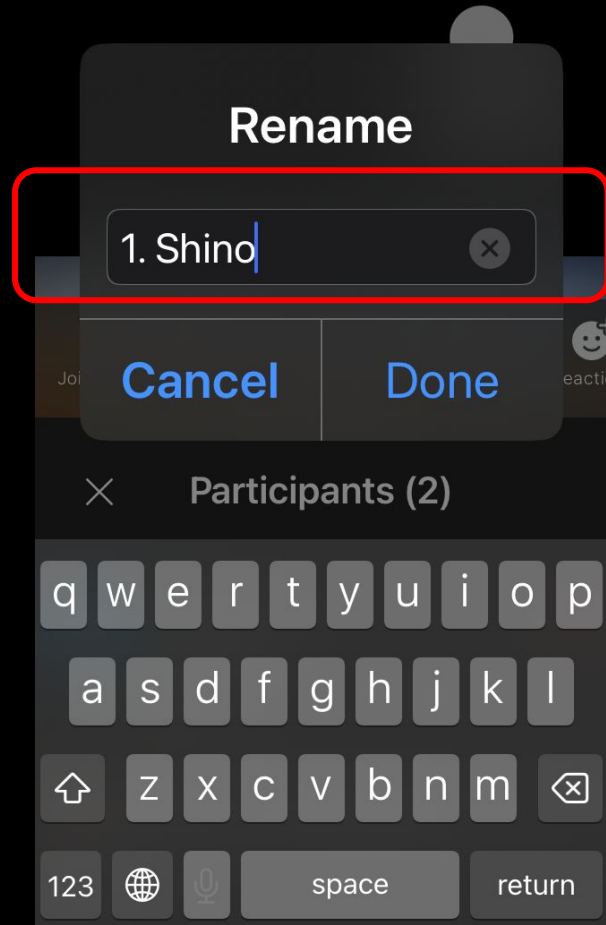 Rename
1. Shino
Cancel Done
Participants (2)
q w e r t y u i o p
a s d f g h j k l
z x c v b n m
123 space return